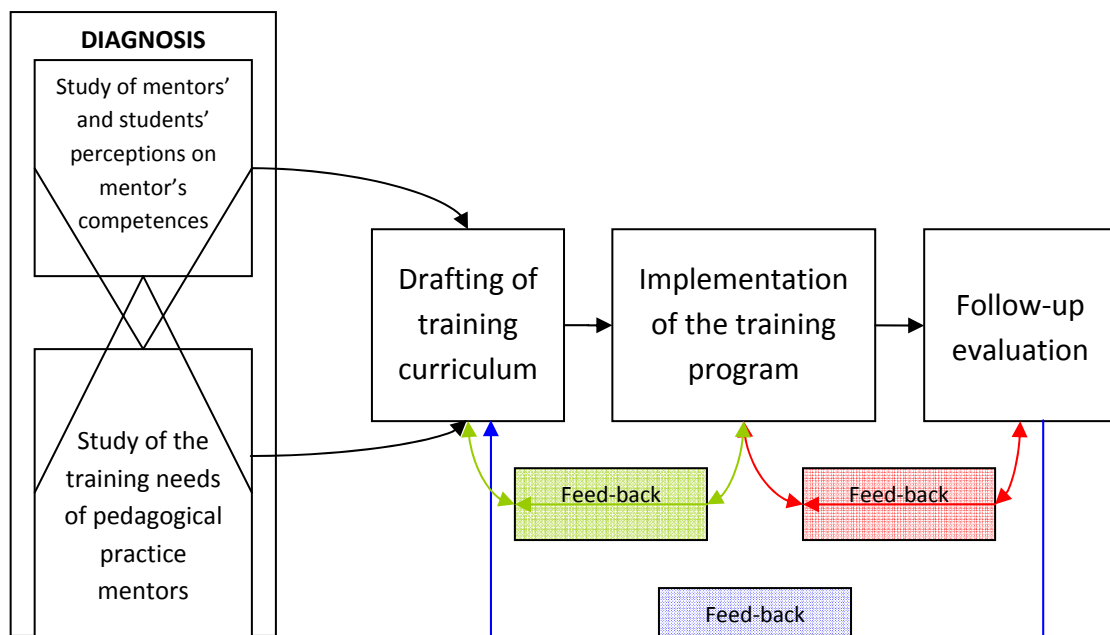 DIAGNOSIS
Study of mentors’
and students’
perceptions on
mentor’s
competences
Study of the
training needs
of pedagogical
practice
mentors
Drafting of
training
curriculum
Implementation
of the training
program
Follow-up
evaluation
Feed-back
Feed-back
Feed-back